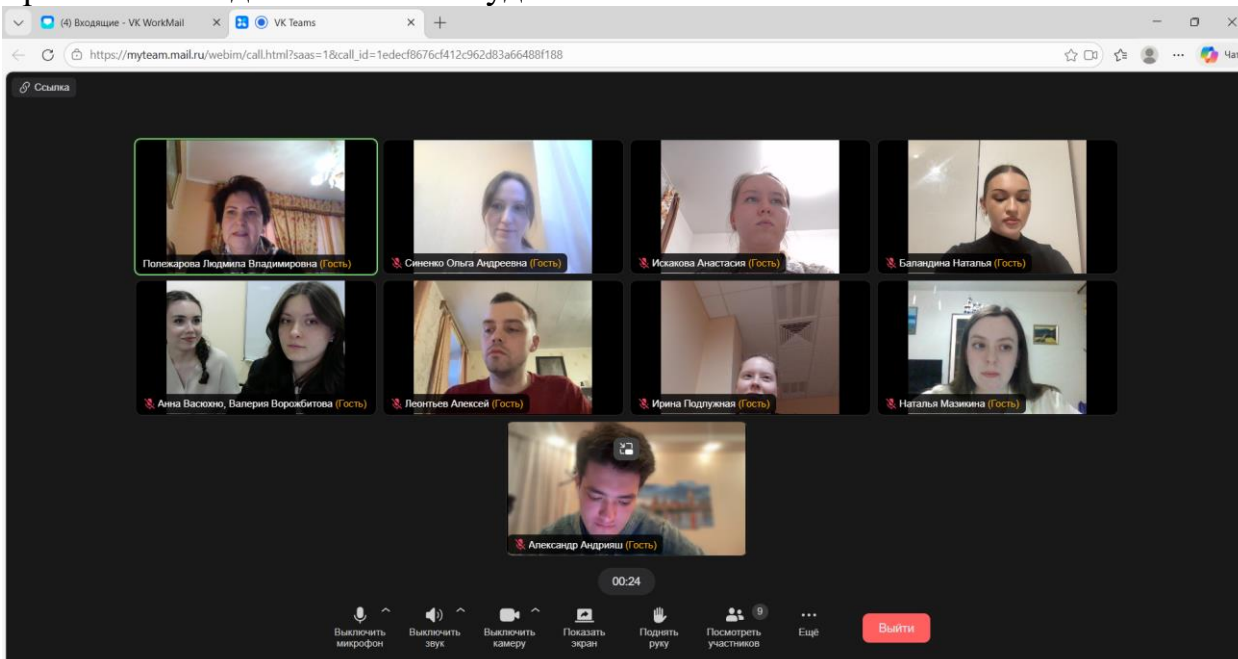 (4) Входящие - VK WorkMail
VK Teams
https://myteam.mail.ru/webim/call.html?saas=1&call_id=1edecf8676cf412c962d83a66488f188
Чат
Ссылка
Полежарова Людмила Владимировна (Гость)
Синенко Ольга Андреевна (Гость)
Искакова Анастасия (Гость)
Баландина Наталья (Гость)
Анна Васюхно, Валерия Ворожбитова (Гость)
Леонтьев Алексей (Гость)
Ирина Подлужная (Гость)
Наталья Мазикина (Гость)
Александр Андрияш (Гость)
00:24
Выключить микрофон
Выключить звук
Выключить камеру
Показать экран
Поднять руку
9
Посмотреть участников
Ещё
Выйти